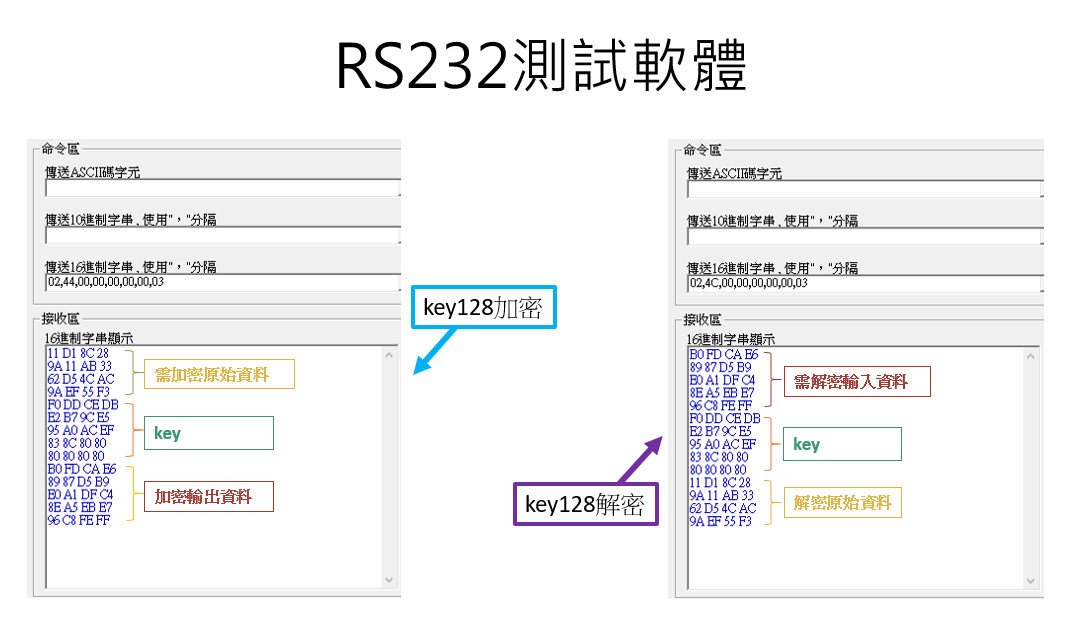 RS232測試軟體
命令區
傳送ASCII碼字元
傳送10進制字串,使用","分隔
傳送16進制字串,使用","分隔
02,44,00,00,00,00,00,03
接收區
16進制字串顯示
11 D1 8C 28
9A 11 AB 33
62 D5 4C AC
9A EF 55 F3
F0 DD CE DB
E2 B7 9C E5
95 A0 AC EF
83 8C 80 80
80 80 80 80
B0 FD CA E6
89 87 D5 B9
E0 A1 DF C4
8E A5 EB E7
96 C8 FE FF
需加密原始資料
key
加密輸出資料
key128加密
key128解密
命令區
傳送ASCII碼字元
傳送10進制字串,使用","分隔
傳送16進制字串,使用","分隔
02,4C,00,00,00,00,00,03
接收區
16進制字串顯示
B0 FD CA E6
89 87 D5 B9
E0 A1 DF C4
8E A5 EB E7
96 C8 FE FF
F0 DD CE DB
E2 B7 9C E5
95 A0 AC EF
83 8C 80 80
80 80 80 80
11 D1 8C 28
9A 11 AB 33
62 D5 4C AC
9A EF 55 F3
需解密輸入資料
key
解密原始資料